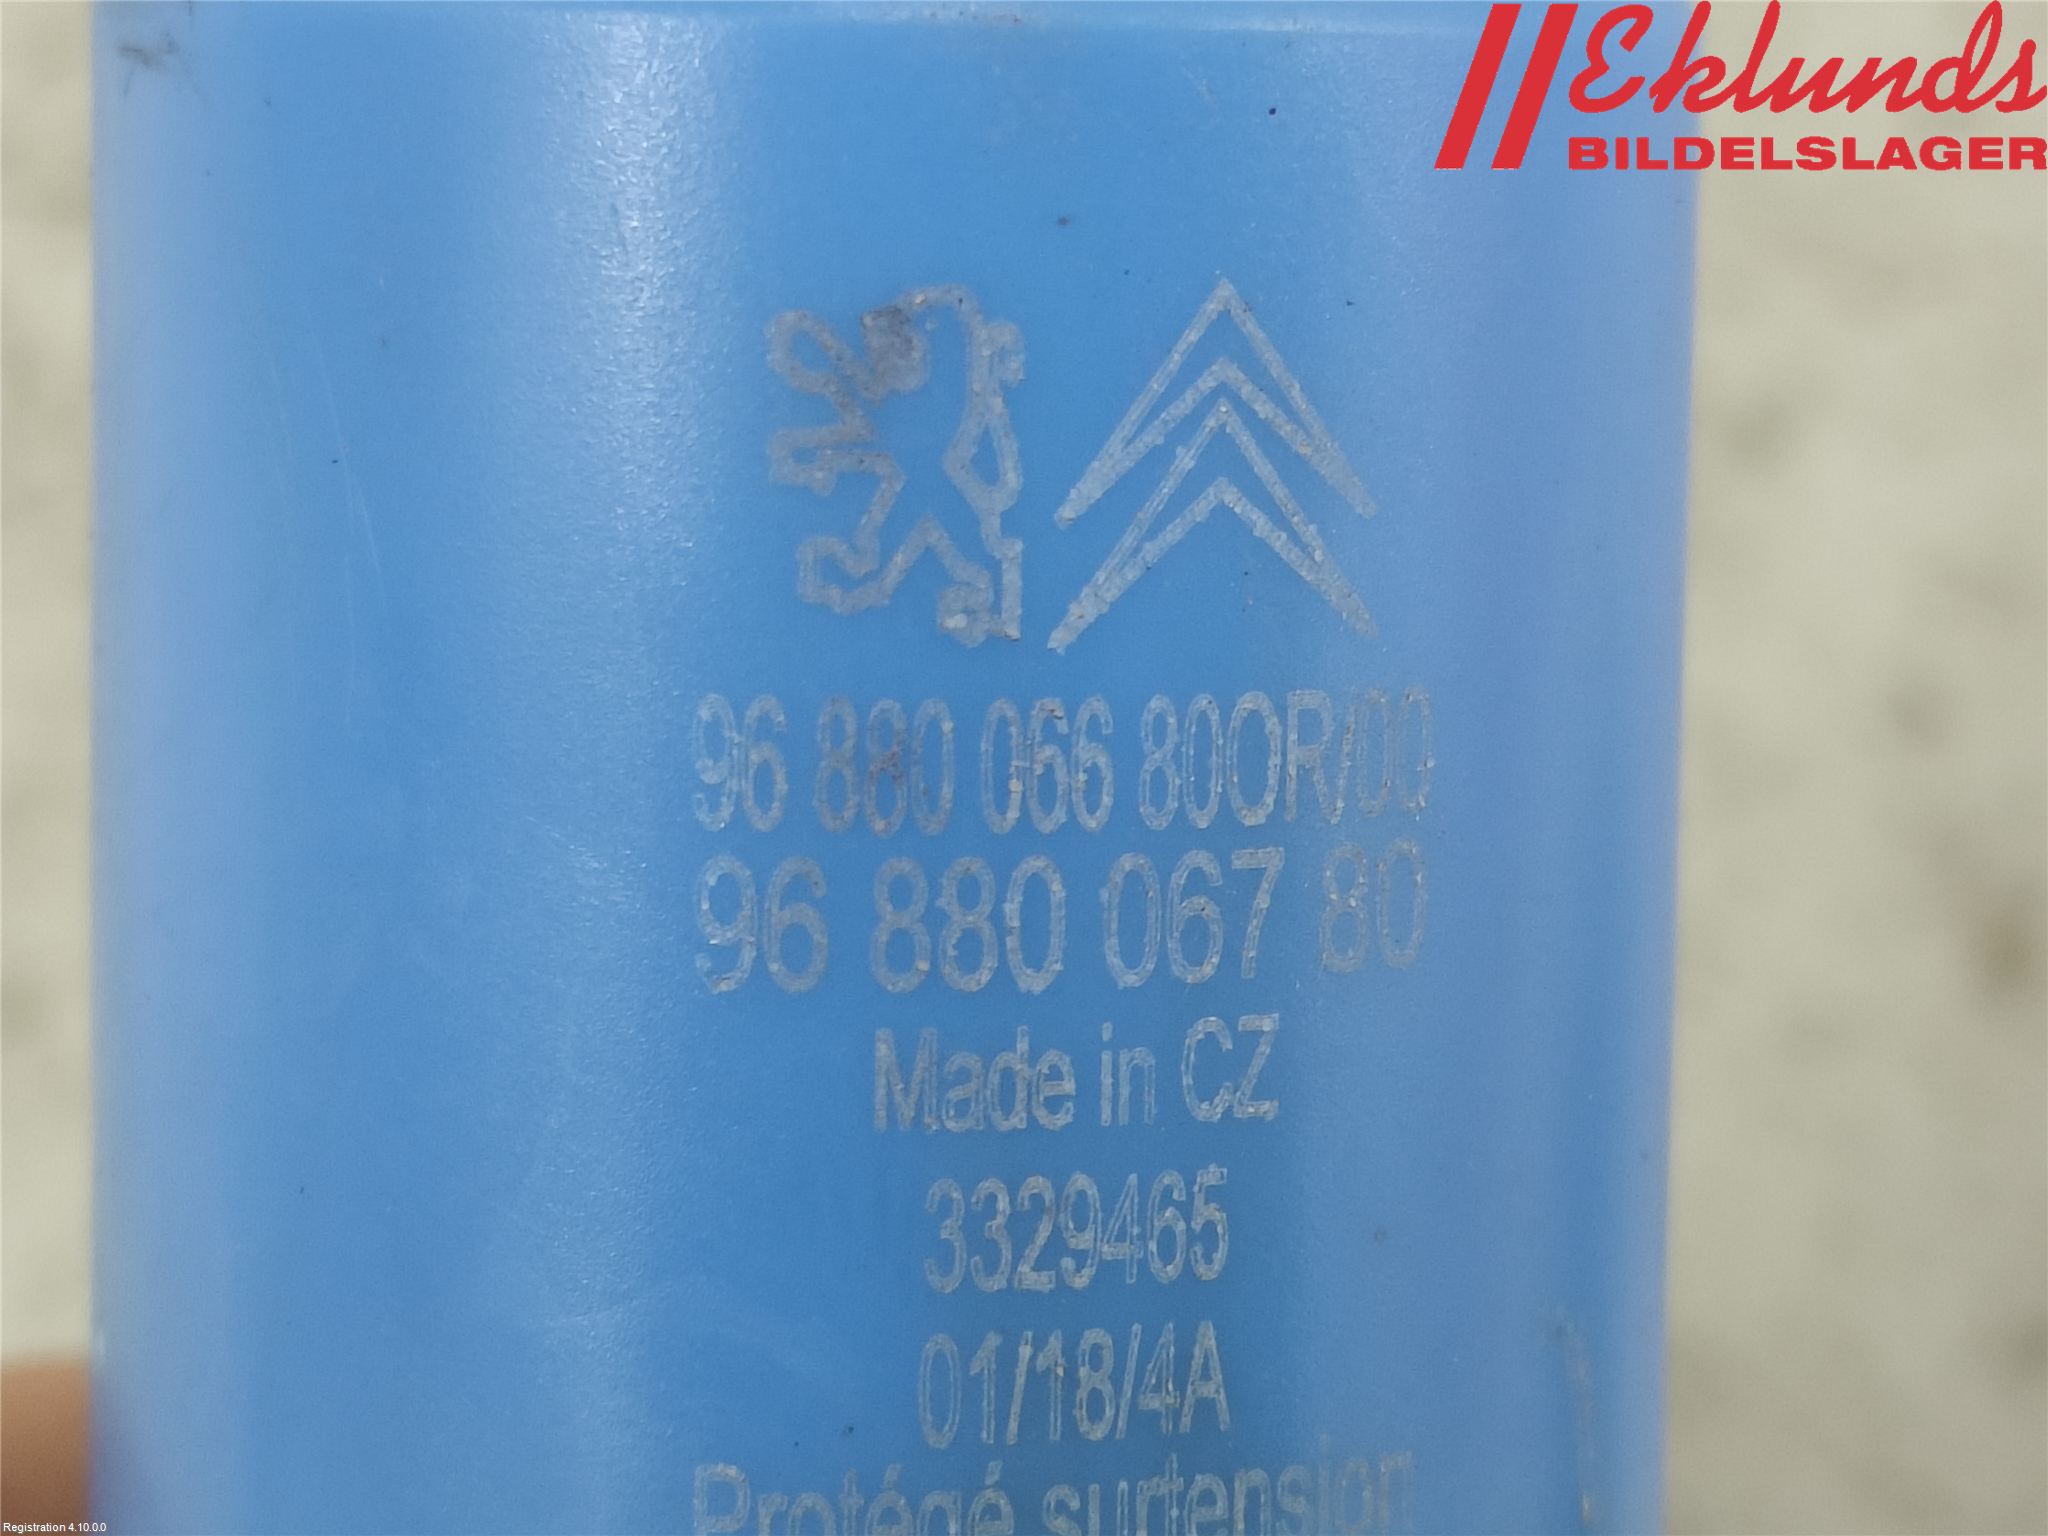 Eklunds
BILDELSLAGER
96 880 066 80OR/00
96 880 067 80
Made in CZ
3329465
01/18/4A
Protégé surtension
Registration 4.10.0.0